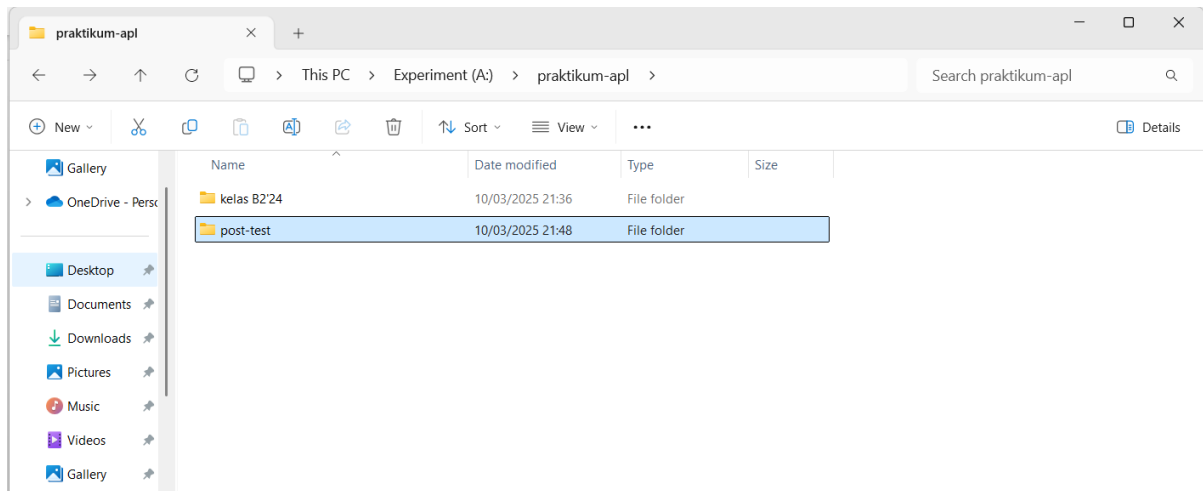 praktikum-apl
This PC > Experiment (A:) > praktikum-apl >
Search praktikum-apl
New
Sort
View
Details
Gallery
OneDrive - Perso
Desktop
Documents
Downloads
Pictures
Music
Videos
Gallery
Name Date modified Type Size
kelas B2'24 10/03/2025 21:36 File folder
post-test 10/03/2025 21:48 File folder